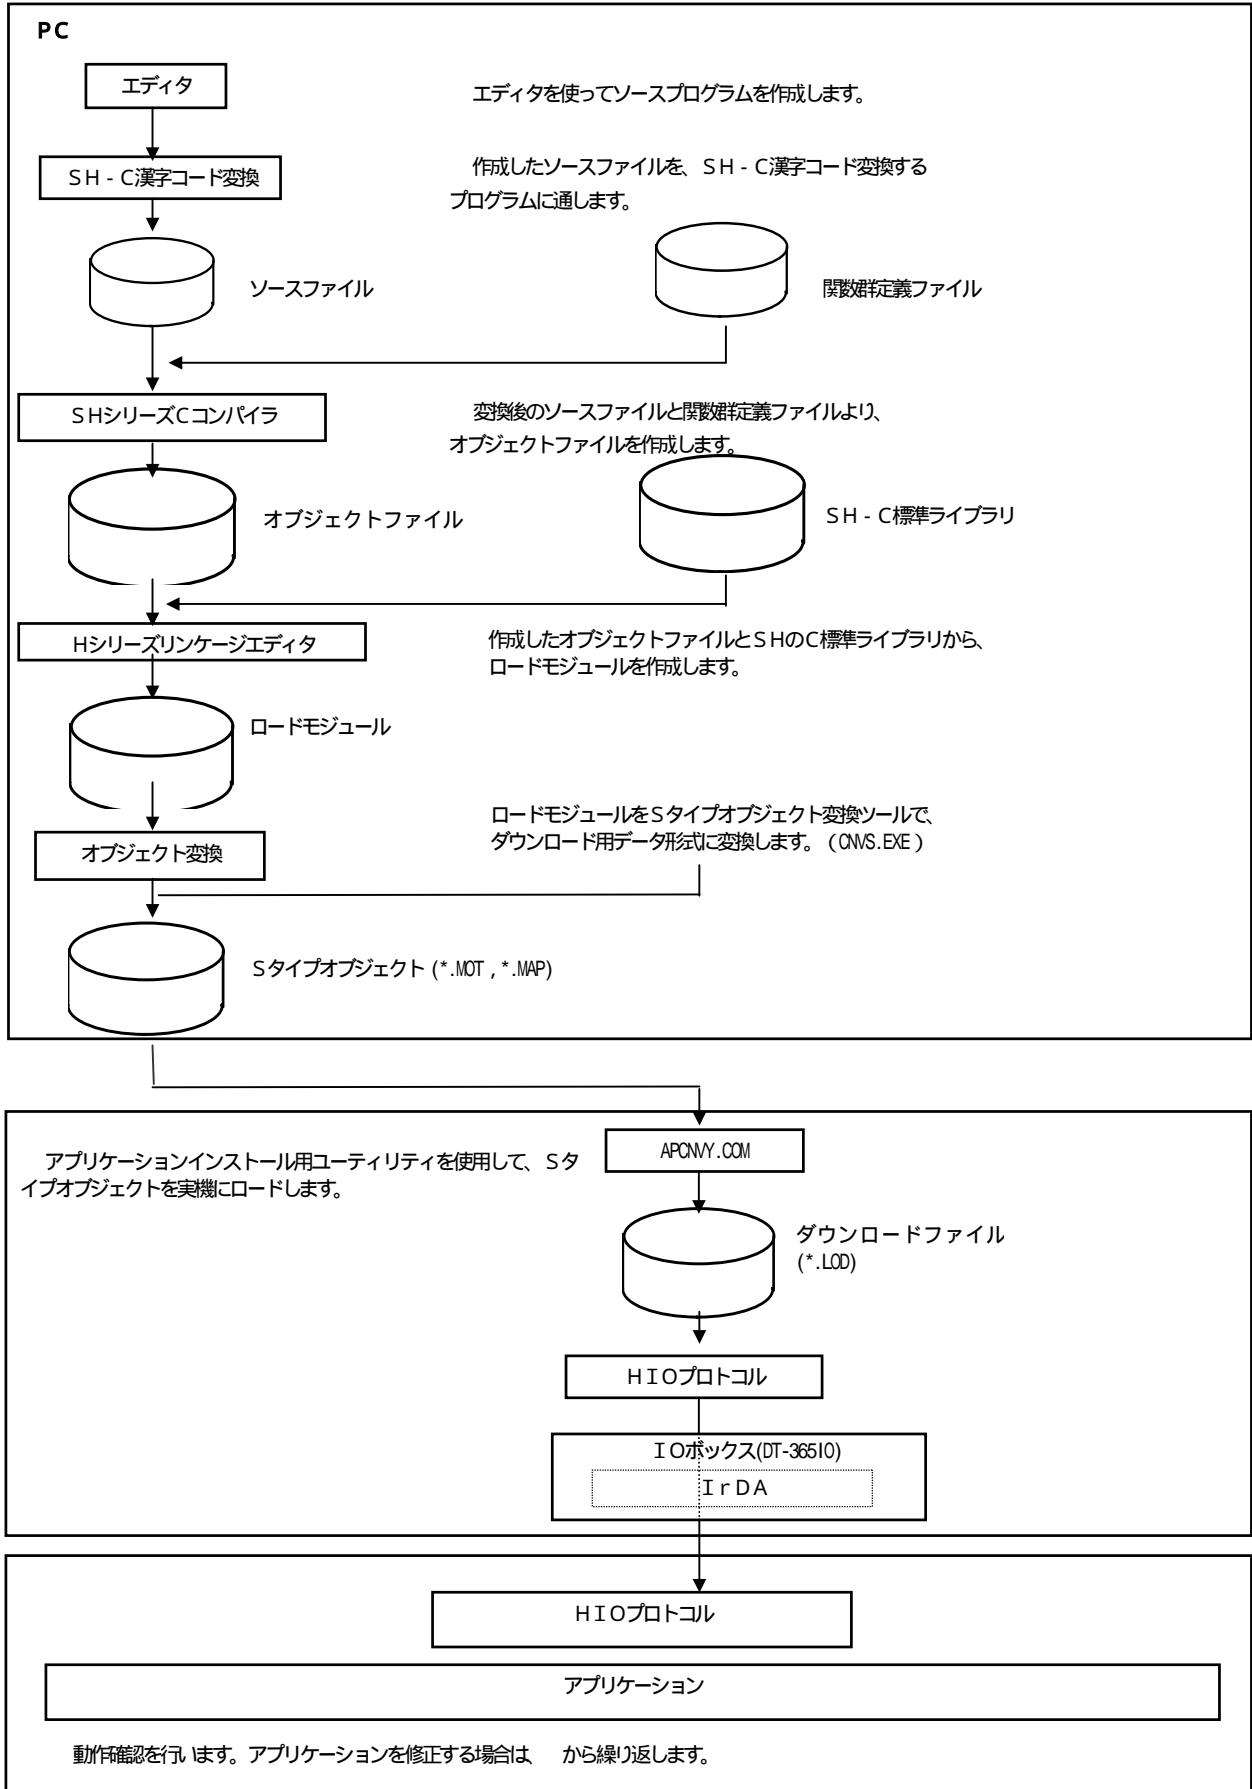 PC
エディタ
エディタを使ってソースプログラムを作成します。
SH-C漢字コード変換
作成したソースファイルを、SH-C漢字コード変換する
プログラムに通します。
ソースファイル
関数群定義ファイル
SHシリーズCコンパイラ
変換後のソースファイルと関数群定義ファイルより、
オブジェクトファイルを作成します。
オブジェクトファイル
SH-C標準ライブラリ
Hシリーズリンケージエディタ
作成したオブジェクトファイルとSHのC標準ライブラリから、
ロードモジュールを作成します。
ロードモジュール
ロードモジュールをSタイプオブジェクト変換ツールで、
ダウンロード用データ形式に変換します。(CNVS.EXE)
オブジェクト変換
Sタイプオブジェクト (*.MOT , *.MAP)
アプリケーションインストール用ユーティリティを使用して、Sタ
イプオブジェクトを実機にロードします。
APCNVY.COM
ダウンロードファイル
(*.LOD)
HIOプロトコル
IOボックス(DT-365IO)
IrDA
HIOプロトコル
アプリケーション
動作確認を行います。アプリケーションを修正する場合は、 から繰り返します。